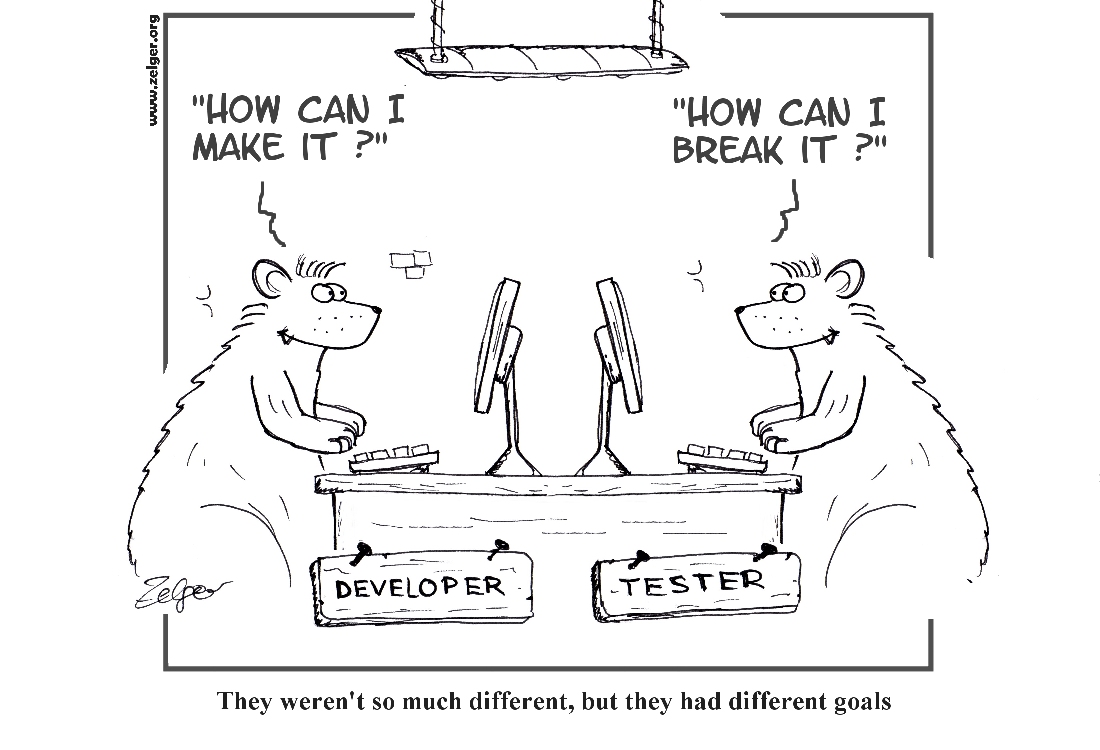 www.zelger.org
"HOW CAN I
MAKE IT ?"
"HOW CAN I
BREAK IT ?"
DEVELOPER
TESTER
Zelger
They weren't so much different, but they had different goals